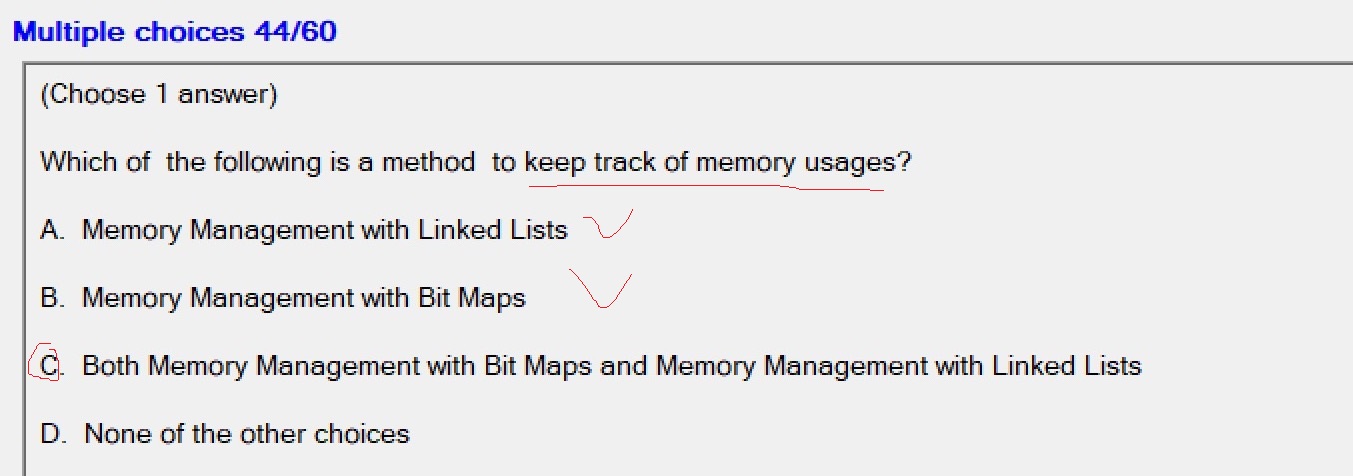 Multiple choices 44/60
(Choose 1 answer)
Which of the following is a method to keep track of memory usages?
A. Memory Management with Linked Lists
B. Memory Management with Bit Maps
C. Both Memory Management with Bit Maps and Memory Management with Linked Lists
D. None of the other choices